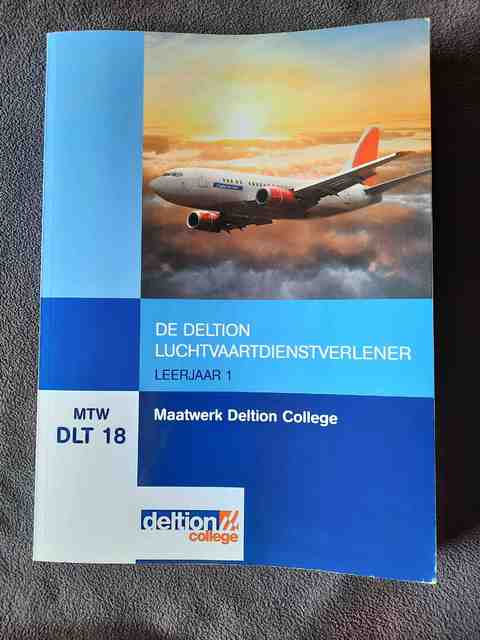 DE DELTION
LUCHTVAARTDIENSTVERLENER
LEERJAAR 1
MTW
DLT 18
Maatwerk Deltion College
deltion
college